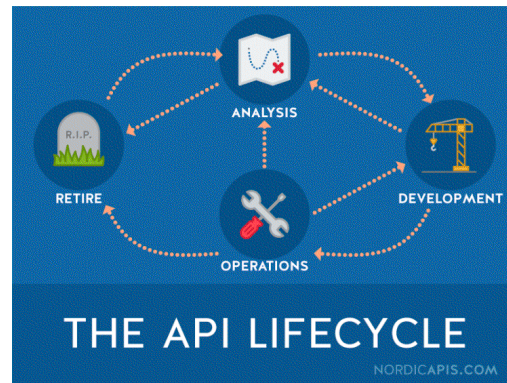 ANALYSIS
R.I.P.
RETIRE
DEVELOPMENT
OPERATIONS
THE API LIFECYCLE
NORDICAPIS.COM